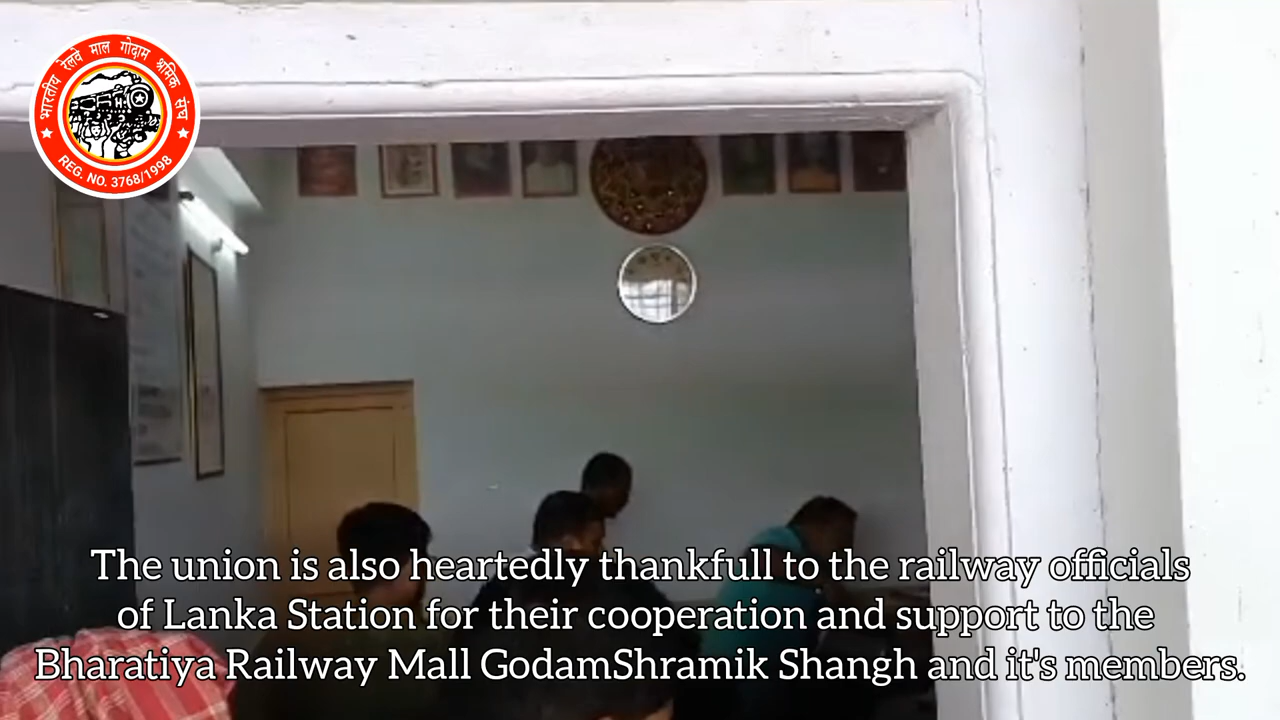 भारतीय रेलवे माल गोदाम श्रमिक संघ
REG. NO. 3768/1998
The union is also heartedly thankfull to the railway officials
of Lanka Station for their cooperation and support to the
Bharatiya Railway Mall GodamShramik Shangh and it's members.